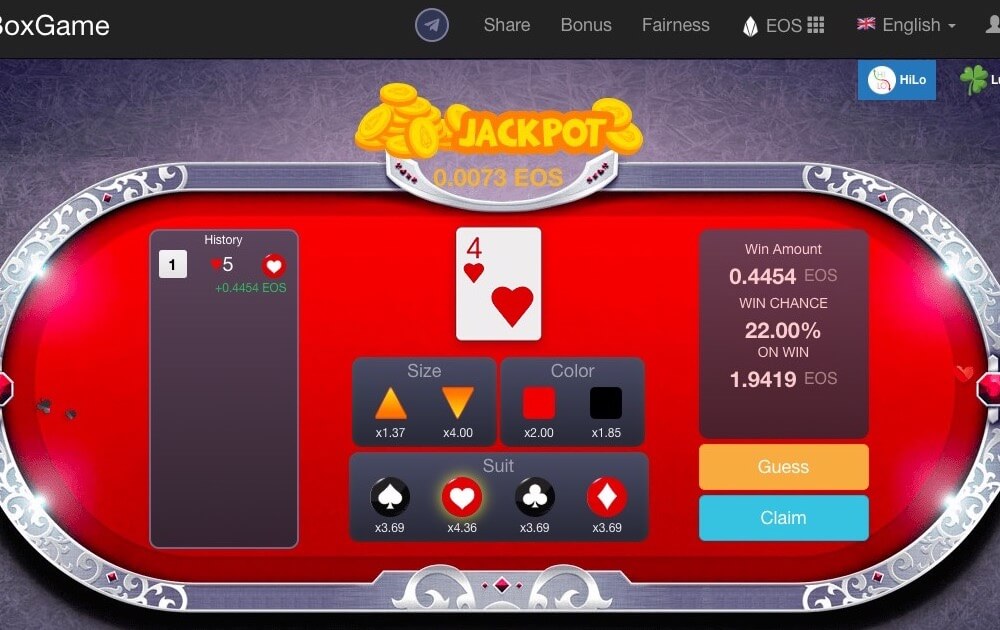 BoxGame
Share Bonus Fairness EOS English
HiLo
JACKPOT
0.0073 EOS
History
1 5
+0.4454 EOS
4
Win Amount
0.4454 EOS
WIN CHANCE
22.00%
ON WIN
1.9419 EOS
Size
x1.37 x4.00
Color
x2.00 x1.85
Suit
x3.69 x4.36 x3.69 x3.69
Guess
Claim